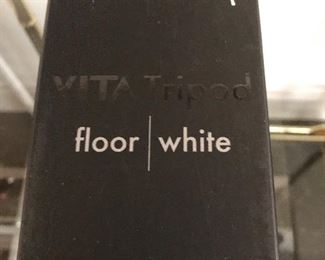 VITA Tripod
floor | white